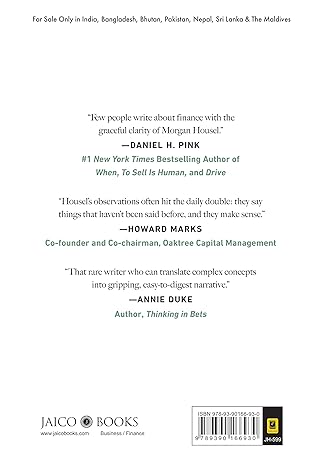 For Sale Only in India, Bangladesh, Bhutan, Pakistan, Nepal, Sri Lanka & The Maldives
“Few people write about finance with the
graceful clarity of Morgan Housel.”
—DANIEL H. PINK
#1 New York Times Bestselling Author of
When, To Sell Is Human, and Drive
“Housel’s observations often hit the daily double: they say
things that haven’t been said before, and they make sense.”
—HOWARD MARKS
Co-founder and Co-chairman, Oaktree Capital Management
“That rare writer who can translate complex concepts
into gripping, easy-to-digest narrative.”
—ANNIE DUKE
Author, Thinking in Bets
JAICO BOOKS
www.jaicobooks.com Business / Finance
ISBN 978-93-90166-93-0
9789390166930
JH-599